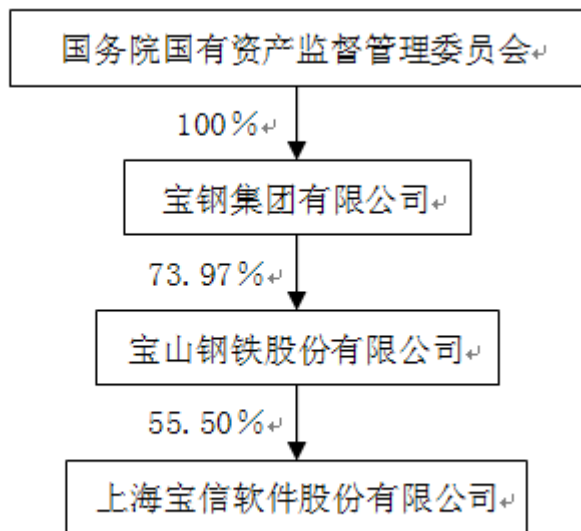 国务院国有资产监督管理委员会↵
100％↵
宝钢集团有限公司↵
73.97％↵
宝山钢铁股份有限公司↵
55.50％↵
上海宝信软件股份有限公司↵